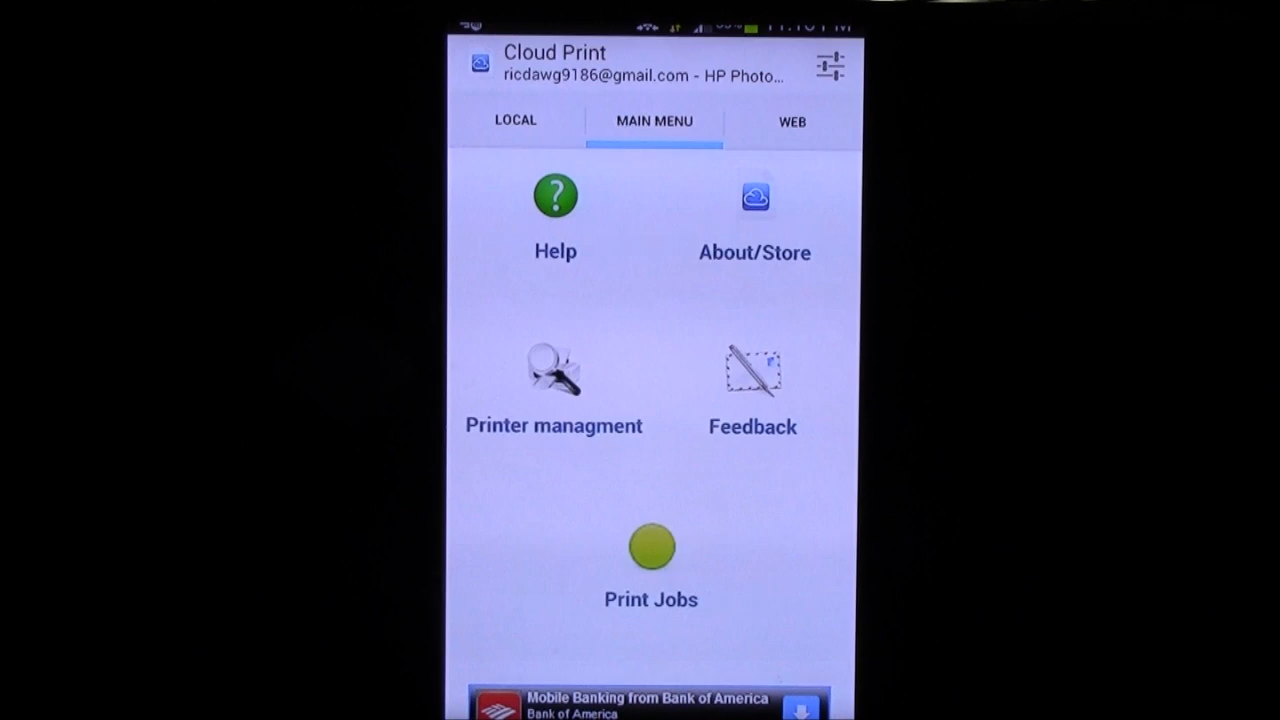 Cloud Print
ricdawg9186@gmail.com - HP Photo...
LOCAL
MAIN MENU
WEB
?
Help
About/Store
Printer managment
Feedback
Print Jobs
Mobile Banking from Bank of America
Bank of America